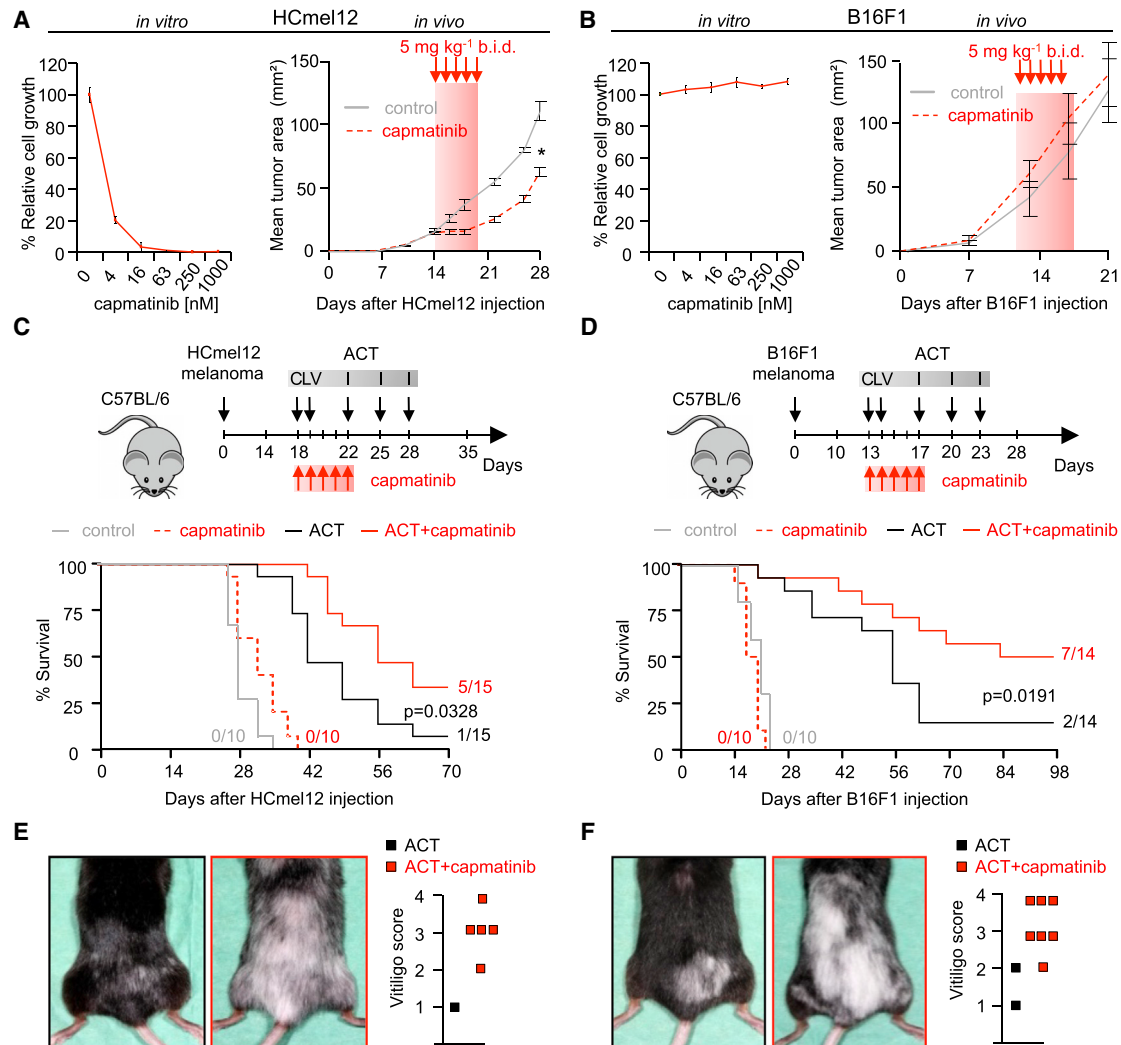 A
in vitro
HCmel12
in vivo
120
100
80
60
40
20
0
% Relative cell growth
0
4
16
63
250
1000
capmatinib [nM]
5 mg kg-1 b.i.d.
150
100
50
0
Mean tumor area (mm²)
control
capmatinib
*
0
7
14
21
28
Days after HCmel12 injection
B
in vitro
B16F1
in vivo
120
100
80
60
40
20
0
% Relative cell growth
0
4
16
63
250
1000
capmatinib [nM]
5 mg kg-1 b.i.d.
150
100
50
0
Mean tumor area (mm²)
control
capmatinib
0
7
14
21
Days after B16F1 injection
C
HCmel12
melanoma
ACT
CLV
C57BL/6
0
14
18
22
25
28
35
Days
capmatinib
control
capmatinib
ACT
ACT+capmatinib
100
75
50
25
0
% Survival
5/15
p=0.0328
1/15
0/10
0/10
0
14
28
42
56
70
Days after HCmel12 injection
D
B16F1
melanoma
ACT
CLV
C57BL/6
0
10
13
17
20
23
28
Days
capmatinib
control
capmatinib
ACT
ACT+capmatinib
100
75
50
25
0
% Survival
7/14
p=0.0191
2/14
0/10
0/10
0
14
28
42
56
70
84
98
Days after B16F1 injection
E
ACT
ACT+capmatinib
4
3
2
1
Vitiligo score
F
ACT
ACT+capmatinib
4
3
2
1
Vitiligo score